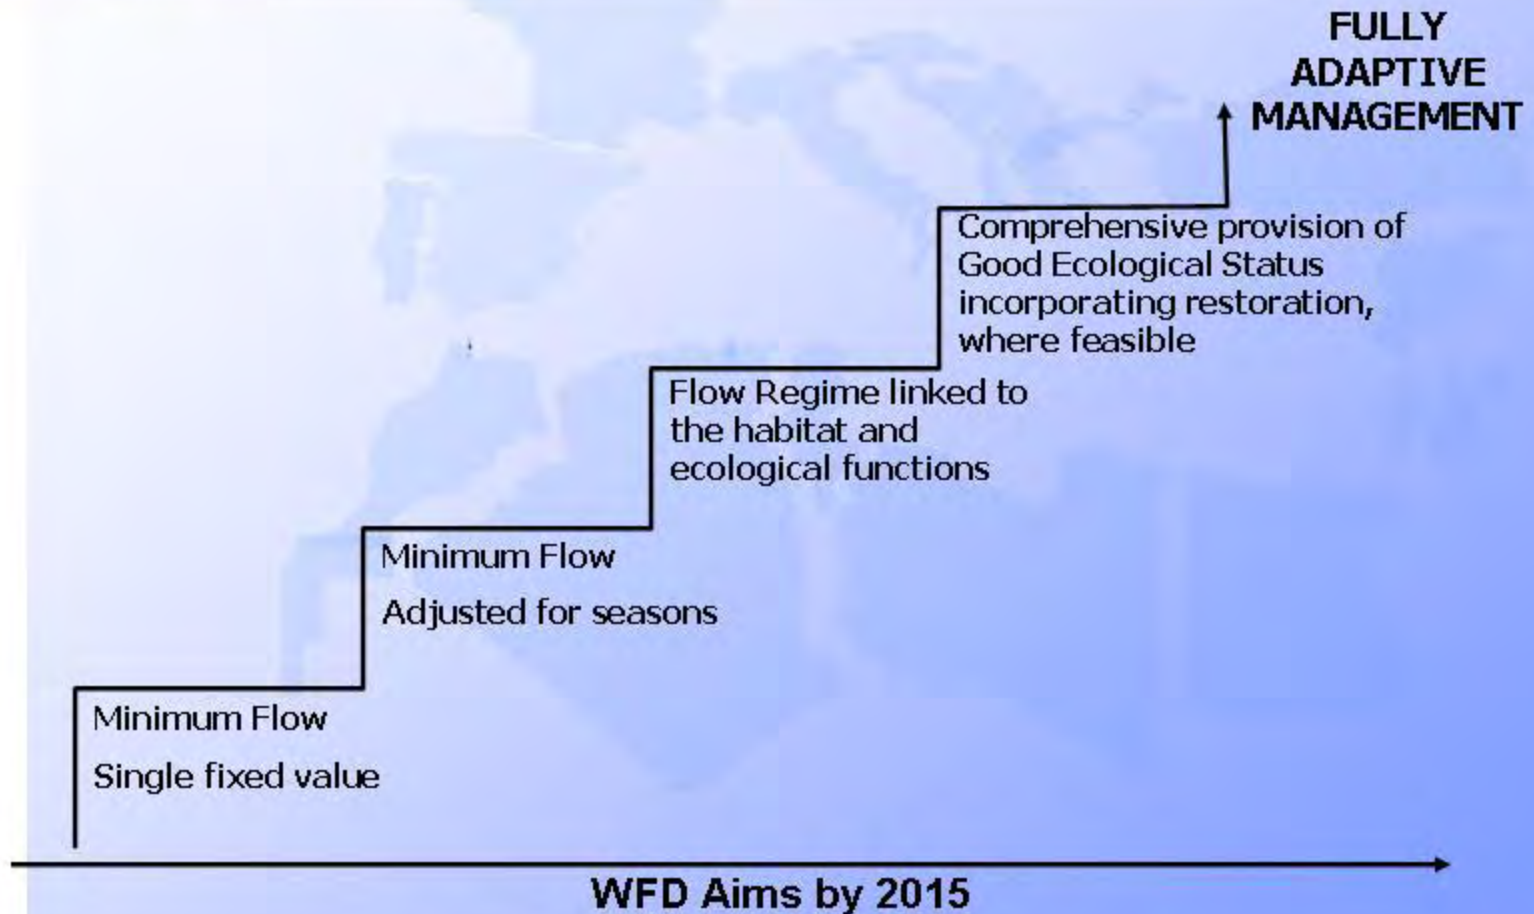 FULLY
ADAPTIVE
MANAGEMENT
Comprehensive provision of
Good Ecological Status
incorporating restoration,
where feasible
Flow Regime linked to
the habitat and
ecological functions
Minimum Flow
Adjusted for seasons
Minimum Flow
Single fixed value
WFD Aims by 2015